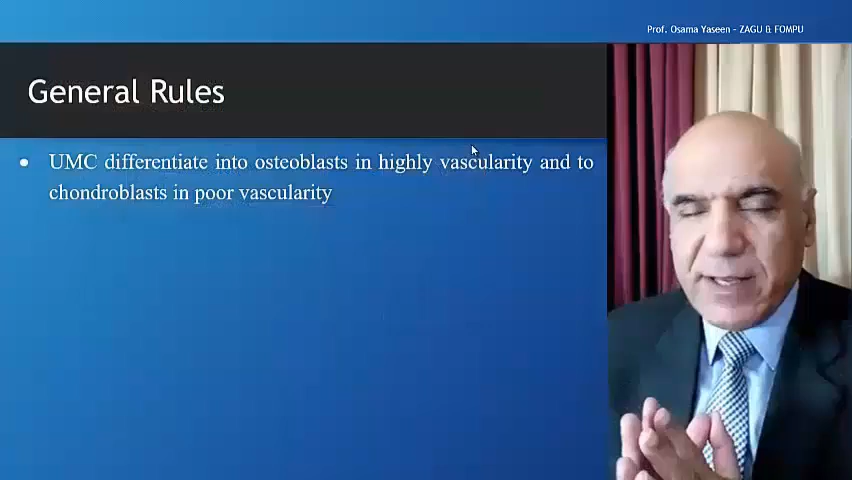 Prof. Osama Yaseen - ZAGU & FOMPU
General Rules
• UMC differentiate into osteoblasts in highly vascularity and to
chondroblasts in poor vascularity